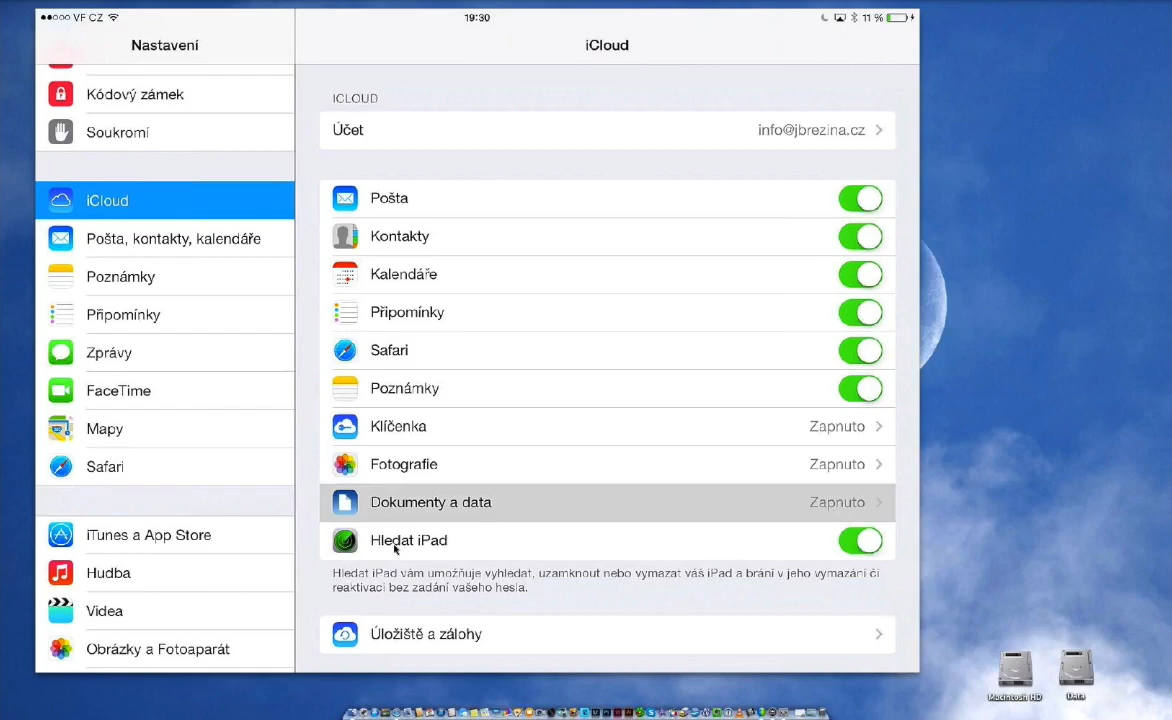 VF CZ
19:30
11 %
Nastavení
iCloud
Kódový zámek
Soukromí
iCloud
Pošta, kontakty, kalendáře
Poznámky
Připomínky
Zprávy
FaceTime
Mapy
Safari
iTunes a App Store
Hudba
Videa
Obrázky a Fotoaparát
ICLOUD
Účet info@jbrezina.cz
Pošta
Kontakty
Kalendáře
Připomínky
Safari
Poznámky
Klíčenka Zapnuto
Fotografie Zapnuto
Dokumenty a data Zapnuto
Hledat iPad
Hledat iPad vám umožňuje vyhledat, uzamknout nebo vymazat váš iPad a brání v jeho vymazání či
reaktivaci bez zadání vašeho hesla.
Úložiště a zálohy
Macintosh HD
Data